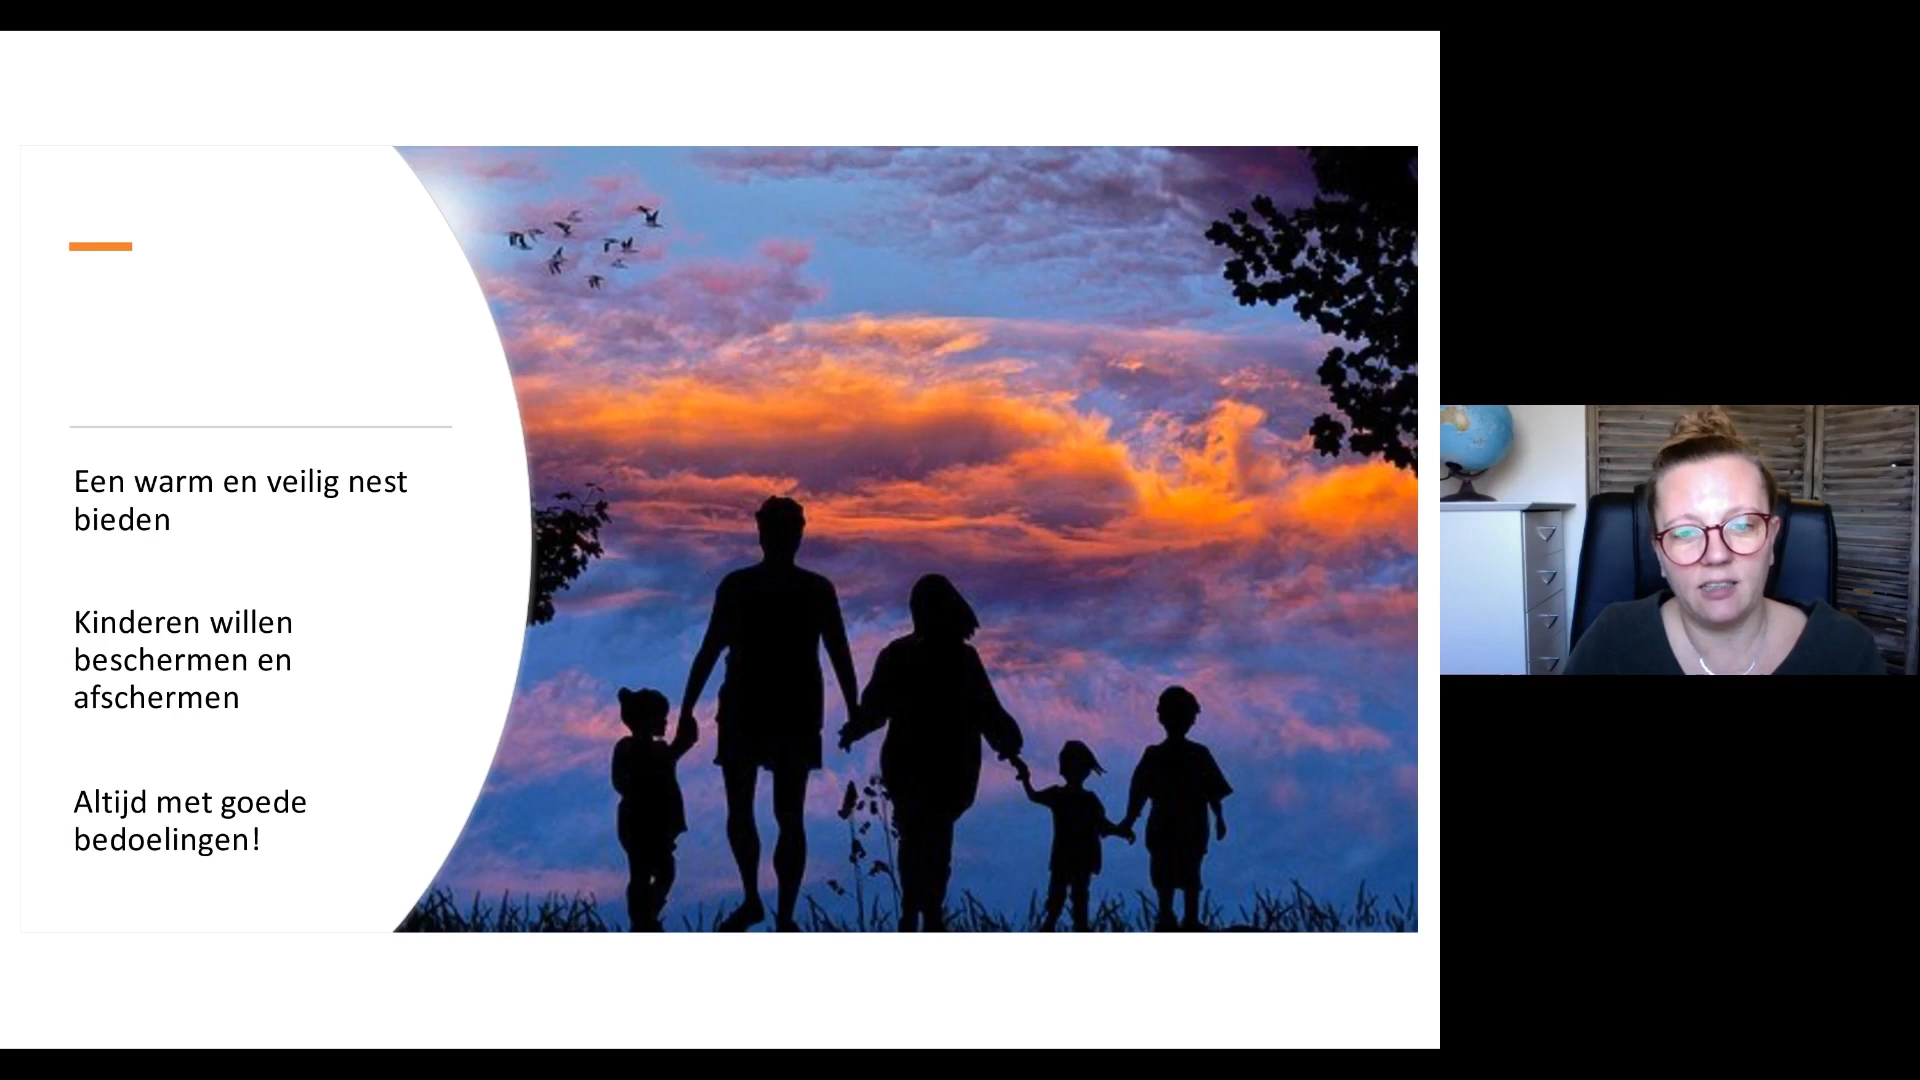 Een warm en veilig nest
bieden
Kinderen willen
beschermen en
afschermen
Altijd met goede
bedoelingen!